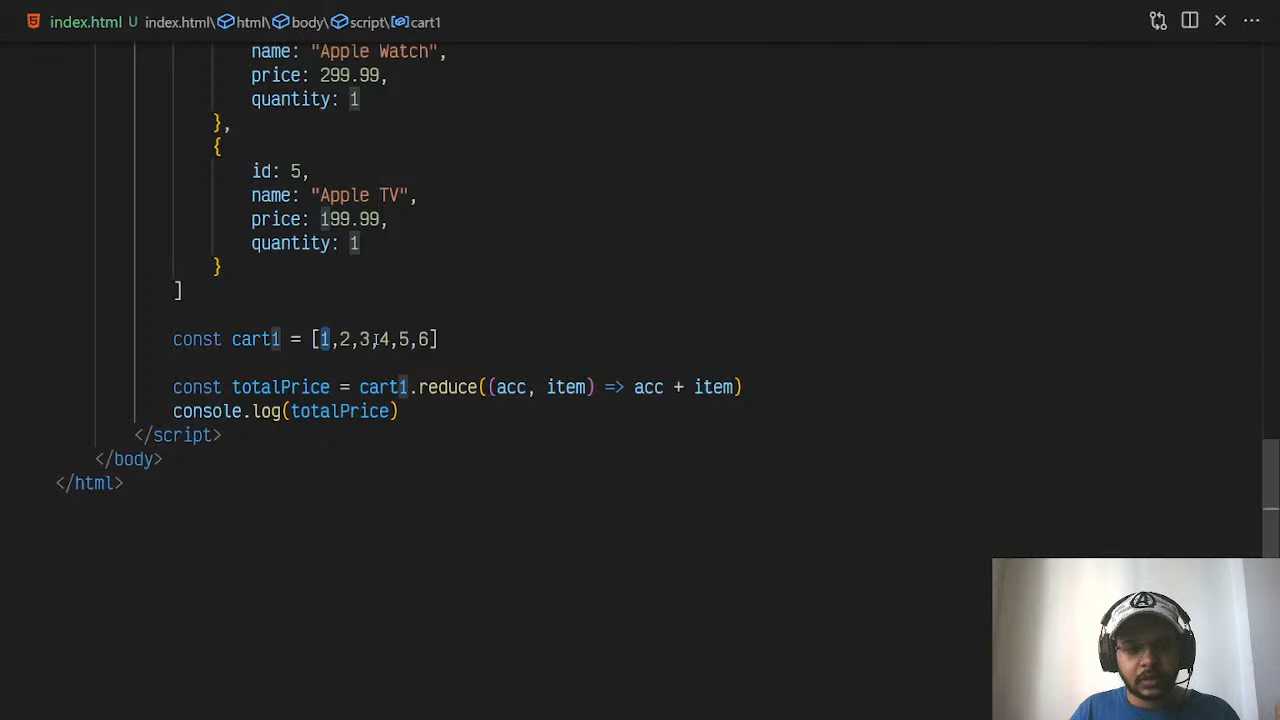 index.html U index.html\html\body\script\cart1
name: "Apple Watch",
price: 299.99,
quantity: 1
},
{
id: 5,
name: "Apple TV",
price: 199.99,
quantity: 1
}
]
const cart1 = [1,2,3,4,5,6]
const totalPrice = cart1.reduce((acc, item) => acc + item)
console.log(totalPrice)
</script>
</body>
</html>